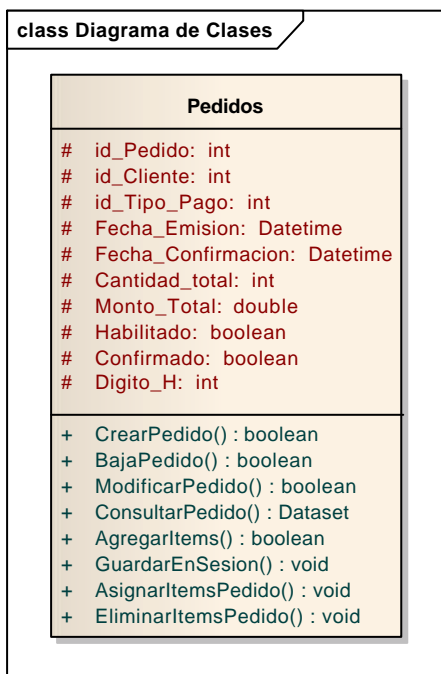 class Diagrama de Clases
Pedidos
# id_Pedido: int
# id_Cliente: int
# id_Tipo_Pago: int
# Fecha_Emision: Datetime
# Fecha_Confirmacion: Datetime
# Cantidad_total: int
# Monto_Total: double
# Habilitado: boolean
# Confirmado: boolean
# Digito_H: int
+ CrearPedido() : boolean
+ BajaPedido() : boolean
+ ModificarPedido() : boolean
+ ConsultarPedido() : Dataset
+ AgregarItems() : boolean
+ GuardarEnSesion() : void
+ AsignarItemsPedido() : void
+ EliminarItemsPedido() : void